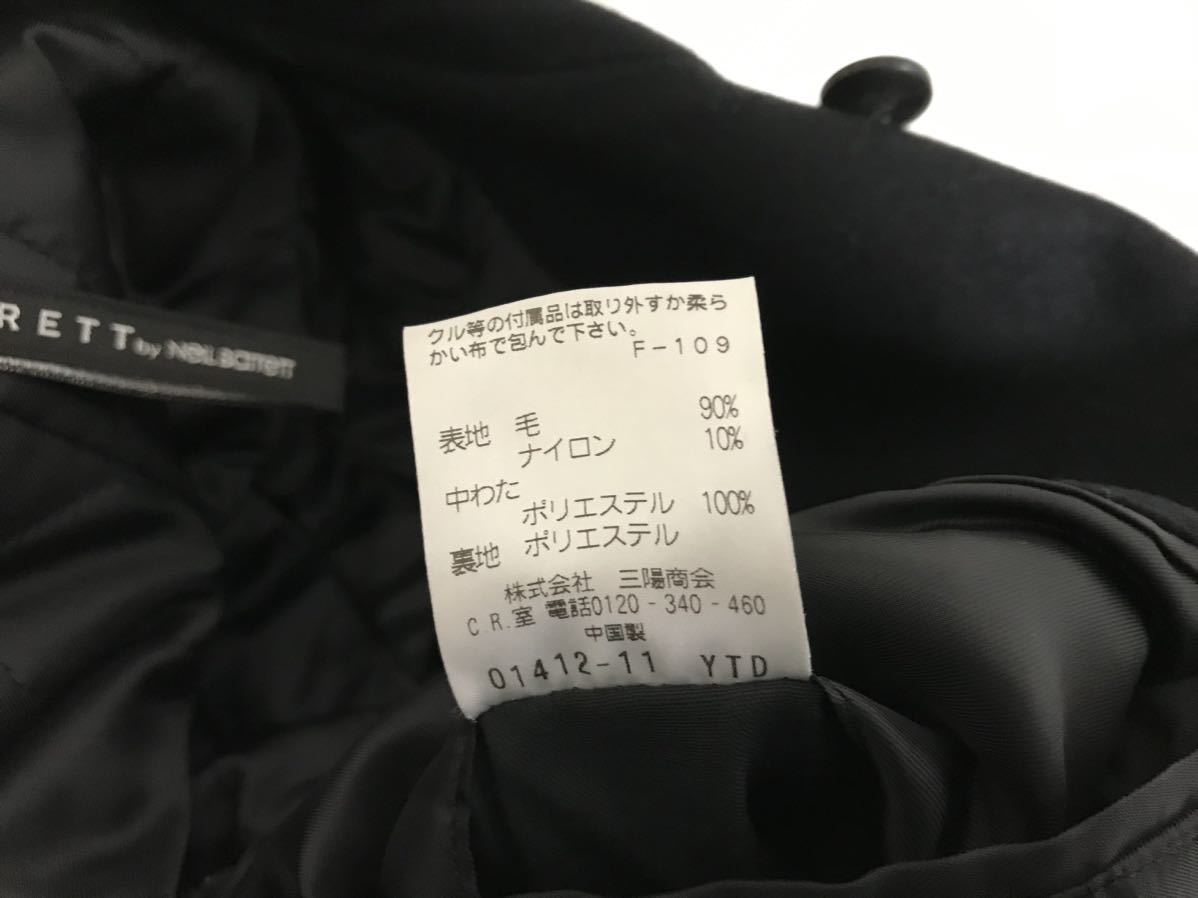 RETT by NEIL BArrETT
クル等の付属品は取り外すか柔ら
かい布で包んで下さい。
F-109
表地 毛 90%
ナイロン 10%
中わた
ポリエステル 100%
裏地 ポリエステル
株式会社 三陽商会
C.R.室 電話0120-340-460
中国製
01412-11 YTD